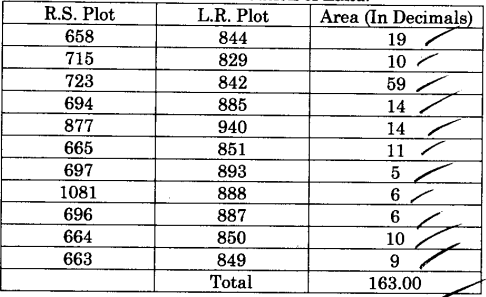 R.S. Plot L.R. Plot Area (In Decimals)
658 844 19
715 829 10
723 842 59
694 885 14
877 940 14
665 851 11
697 893 5
1081 888 6
696 887 6
664 850 10
663 849 9
Total 163.00